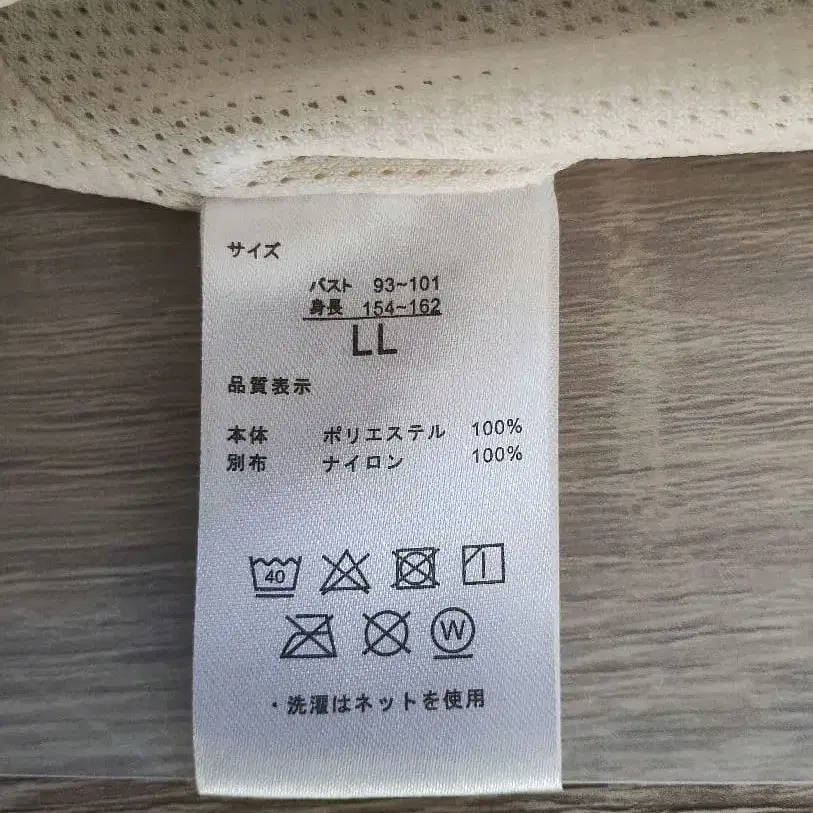 サイズ
バスト 93~101
身長 154~162
LL
品質表示
本体 ポリエステル 100%
別布 ナイロン 100%
40
W
・洗濯はネットを使用